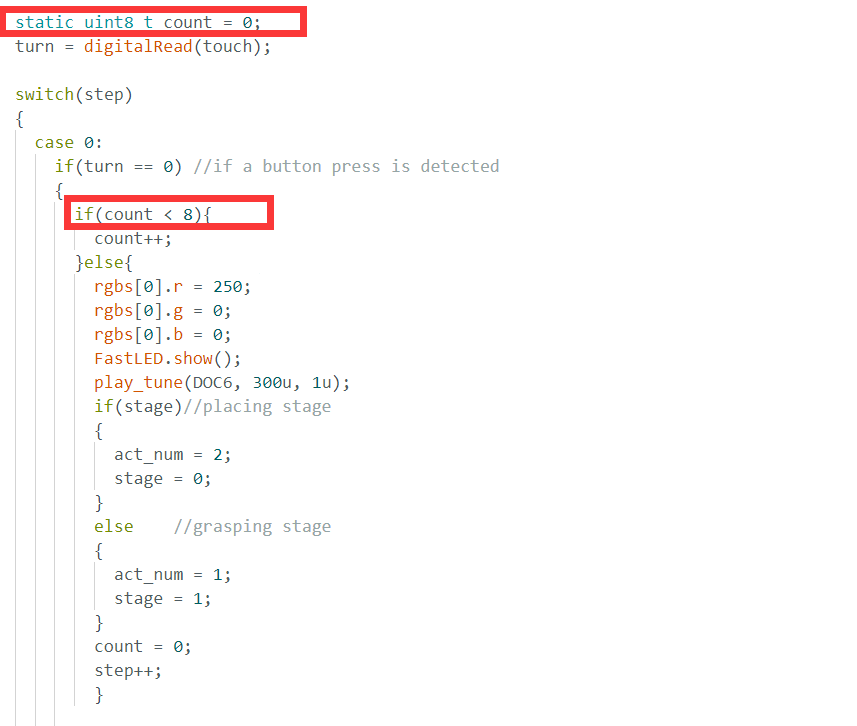 static uint8_t count = 0;
turn = digitalRead(touch);
switch(step)
{
case 0:
if(turn == 0) //if a button press is detected
{
if(count < 8){
count++;
}else{
rgbs[0].r = 250;
rgbs[0].g = 0;
rgbs[0].b = 0;
FastLED.show();
play_tune(DOC6, 300u, 1u);
if(stage)//placing stage
{
act_num = 2;
stage = 0;
}
else //grasping stage
{
act_num = 1;
stage = 1;
}
count = 0;
step++;
}